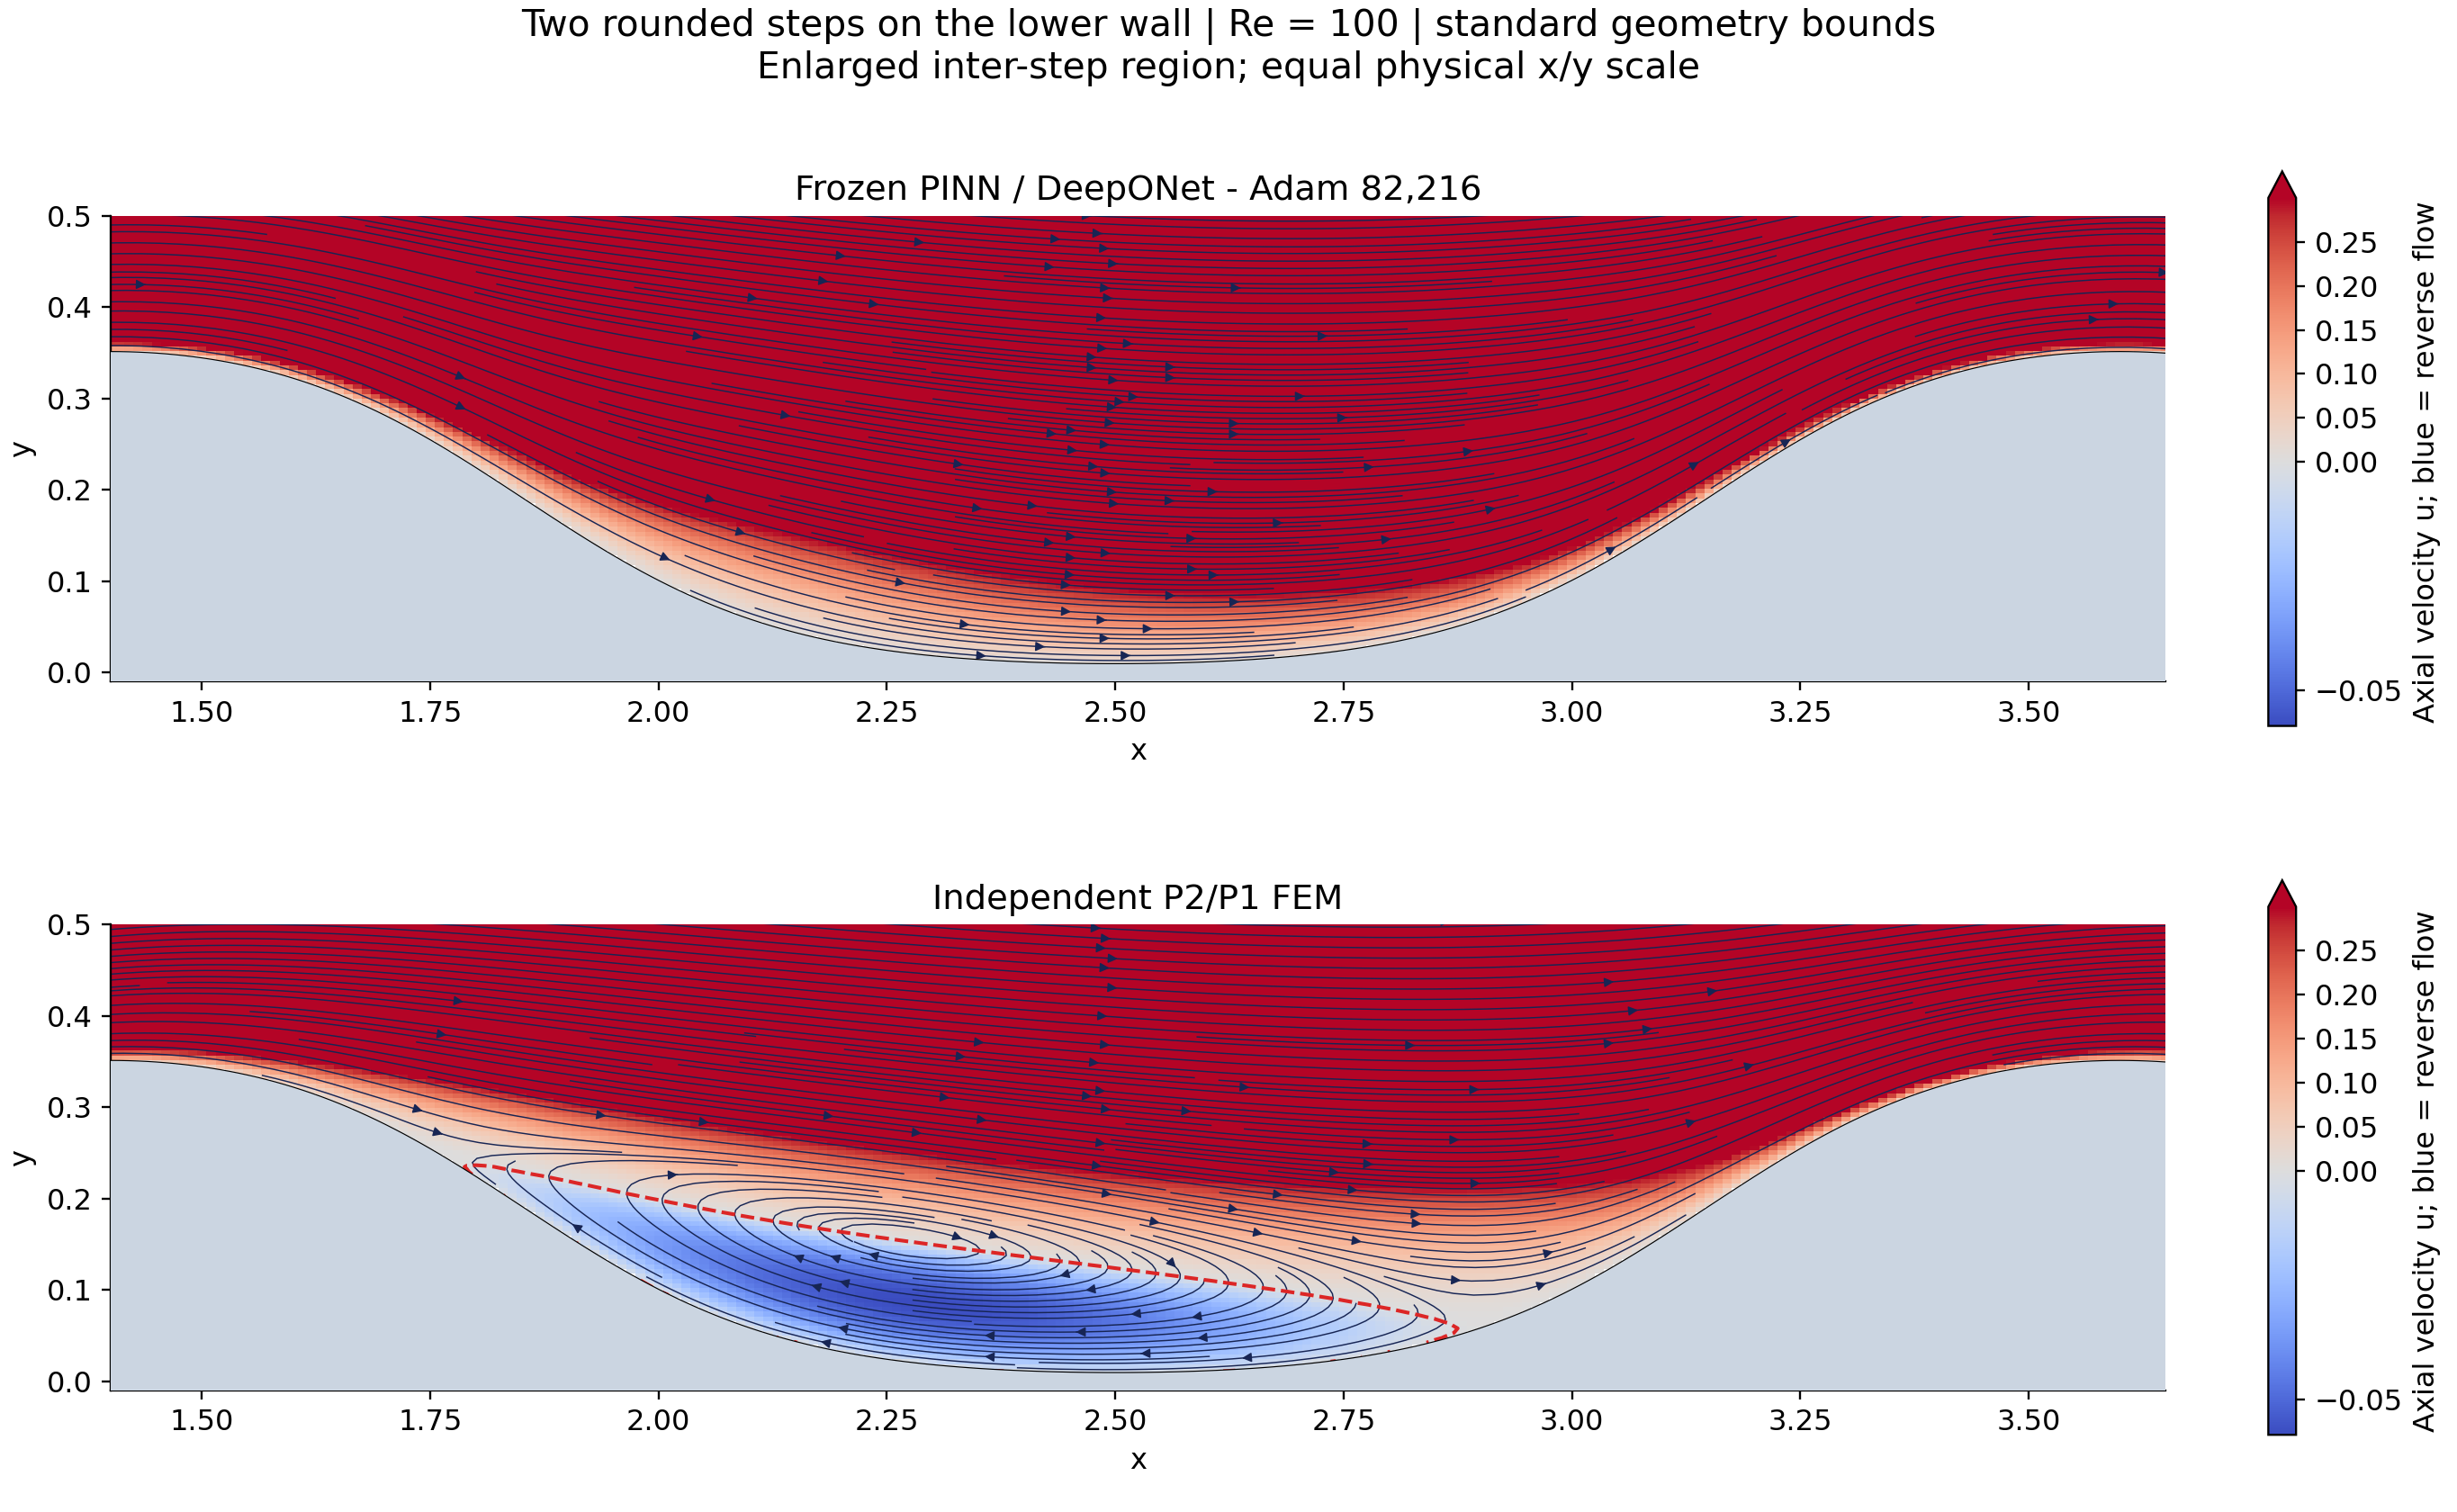 Two rounded steps on the lower wall | Re = 100 | standard geometry bounds
Enlarged inter-step region; equal physical x/y scale
Frozen PINN / DeepONet - Adam 82,216
0.5
0.4
0.3
0.2
0.1
0.0
y
1.50 1.75 2.00 2.25 2.50 2.75 3.00 3.25 3.50
x
0.25
0.20
0.15
0.10
0.05
0.00
−0.05
Axial velocity u; blue = reverse flow
Independent P2/P1 FEM
0.5
0.4
0.3
0.2
0.1
0.0
y
1.50 1.75 2.00 2.25 2.50 2.75 3.00 3.25 3.50
x
0.25
0.20
0.15
0.10
0.05
0.00
−0.05
Axial velocity u; blue = reverse flow